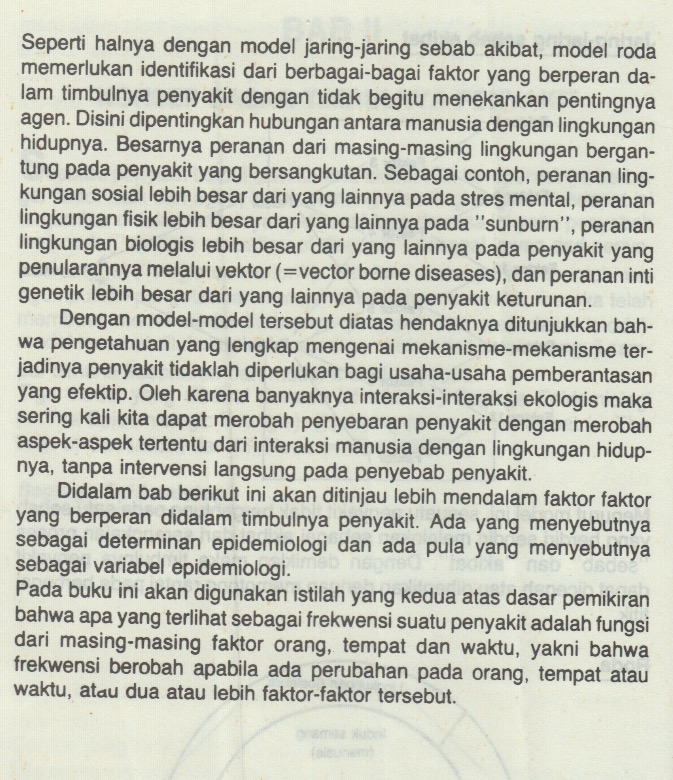 Seperti halnya dengan model jaring-jaring sebab akibat, model roda
memerlukan identifikasi dari berbagai-bagai faktor yang berperan da-
lam timbulnya penyakit dengan tidak begitu menekankan pentingnya
agen. Disini dipentingkan hubungan antara manusia dengan lingkungan
hidupnya. Besarnya peranan dari masing-masing lingkungan bergan-
tung pada penyakit yang bersangkutan. Sebagai contoh, peranan ling-
kungan sosial lebih besar dari yang lainnya pada stres mental, peranan
lingkungan fisik lebih besar dari yang lainnya pada "sunburn", peranan
lingkungan biologis lebih besar dari yang lainnya pada penyakit yang
penularannya melalui vektor (=vector borne diseases), dan peranan inti
genetik lebih besar dari yang lainnya pada penyakit keturunan.
Dengan model-model tersebut diatas hendaknya ditunjukkan bah-
wa pengetahuan yang lengkap mengenai mekanisme-mekanisme ter-
jadinya penyakit tidaklah diperlukan bagi usaha-usaha pemberantasan
yang efektip. Oleh karena banyaknya interaksi-interaksi ekologis maka
sering kali kita dapat merobah penyebaran penyakit dengan merobah
aspek-aspek tertentu dari interaksi manusia dengan lingkungan hidup-
nya, tanpa intervensi langsung pada penyebab penyakit.
Didalam bab berikut ini akan ditinjau lebih mendalam faktor faktor
yang berperan didalam timbulnya penyakit. Ada yang menyebutnya
sebagai determinan epidemiologi dan ada pula yang menyebutnya
sebagai variabel epidemiologi.
Pada buku ini akan digunakan istilah yang kedua atas dasar pemikiran
bahwa apa yang terlihat sebagai frekwensi suatu penyakit adalah fungsi
dari masing-masing faktor orang, tempat dan waktu, yakni bahwa
frekwensi berobah apabila ada perubahan pada orang, tempat atau
waktu, atau dua atau lebih faktor-faktor tersebut.